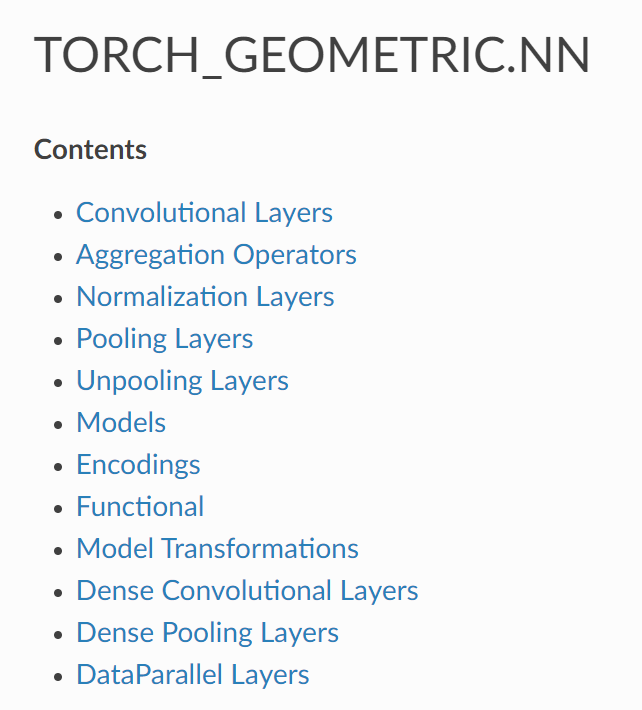 TORCH_GEOMETRIC.NN
Contents
Convolutional Layers
Aggregation Operators
Normalization Layers
Pooling Layers
Unpooling Layers
Models
Encodings
Functional
Model Transformations
Dense Convolutional Layers
Dense Pooling Layers
DataParallel Layers